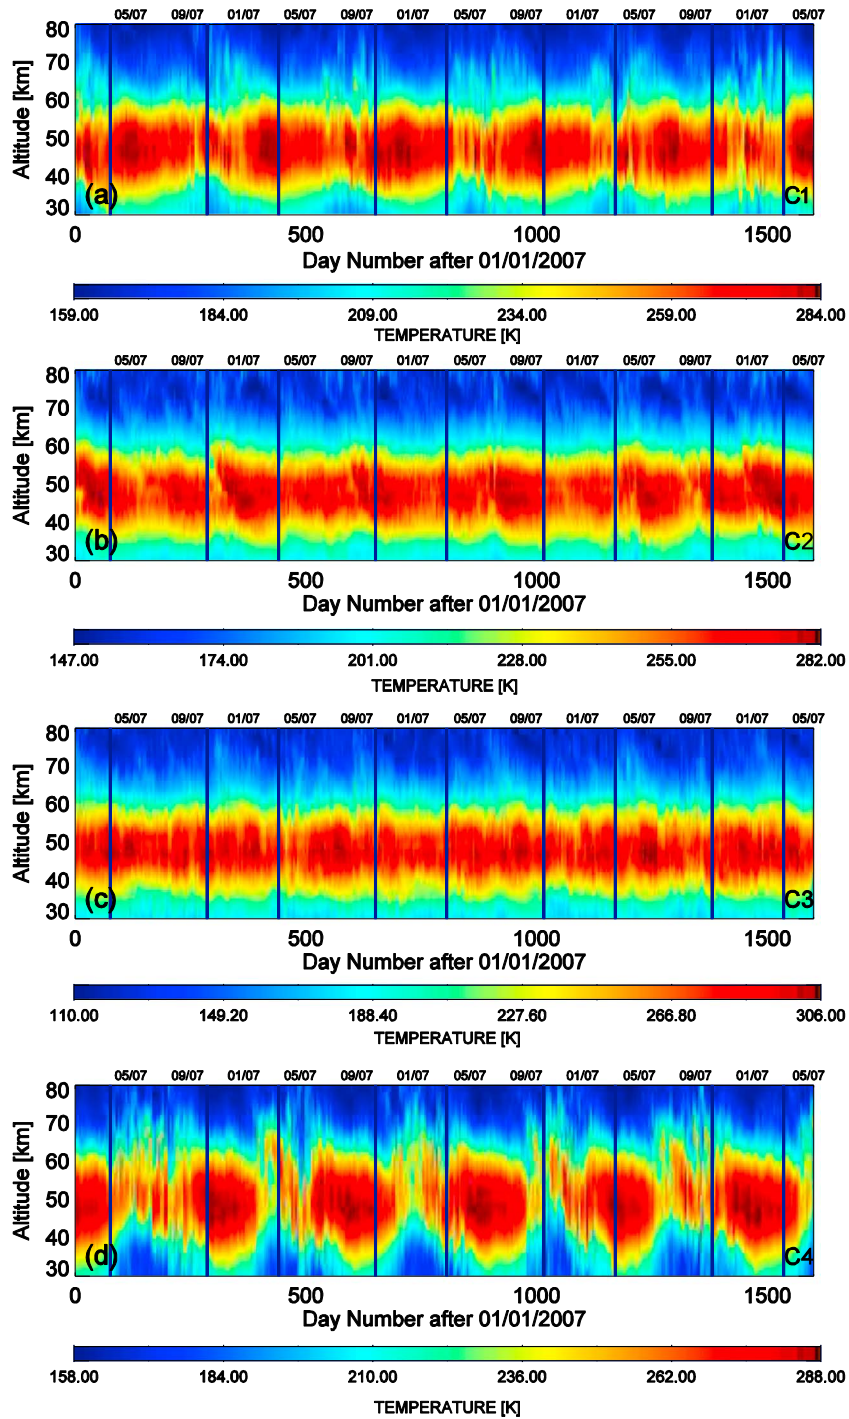 05/07 09/07 01/07 05/07 09/07 01/07 05/07 09/07 01/07 05/07 09/07 01/07 05/07
80
70
60
50
40
30
Altitude [km]
(a)
C1
0 500 1000 1500
Day Number after 01/01/2007
159.00 184.00 209.00 234.00 259.00 284.00
TEMPERATURE [K]
05/07 09/07 01/07 05/07 09/07 01/07 05/07 09/07 01/07 05/07 09/07 01/07 05/07
80
70
60
50
40
30
Altitude [km]
(b)
C2
0 500 1000 1500
Day Number after 01/01/2007
147.00 174.00 201.00 228.00 255.00 282.00
TEMPERATURE [K]
05/07 09/07 01/07 05/07 09/07 01/07 05/07 09/07 01/07 05/07 09/07 01/07 05/07
80
70
60
50
40
30
Altitude [km]
(c)
C3
0 500 1000 1500
Day Number after 01/01/2007
110.00 149.20 188.40 227.60 266.80 306.00
TEMPERATURE [K]
05/07 09/07 01/07 05/07 09/07 01/07 05/07 09/07 01/07 05/07 09/07 01/07 05/07
80
70
60
50
40
30
Altitude [km]
(d)
C4
0 500 1000 1500
Day Number after 01/01/2007
158.00 184.00 210.00 236.00 262.00 288.00
TEMPERATURE [K]